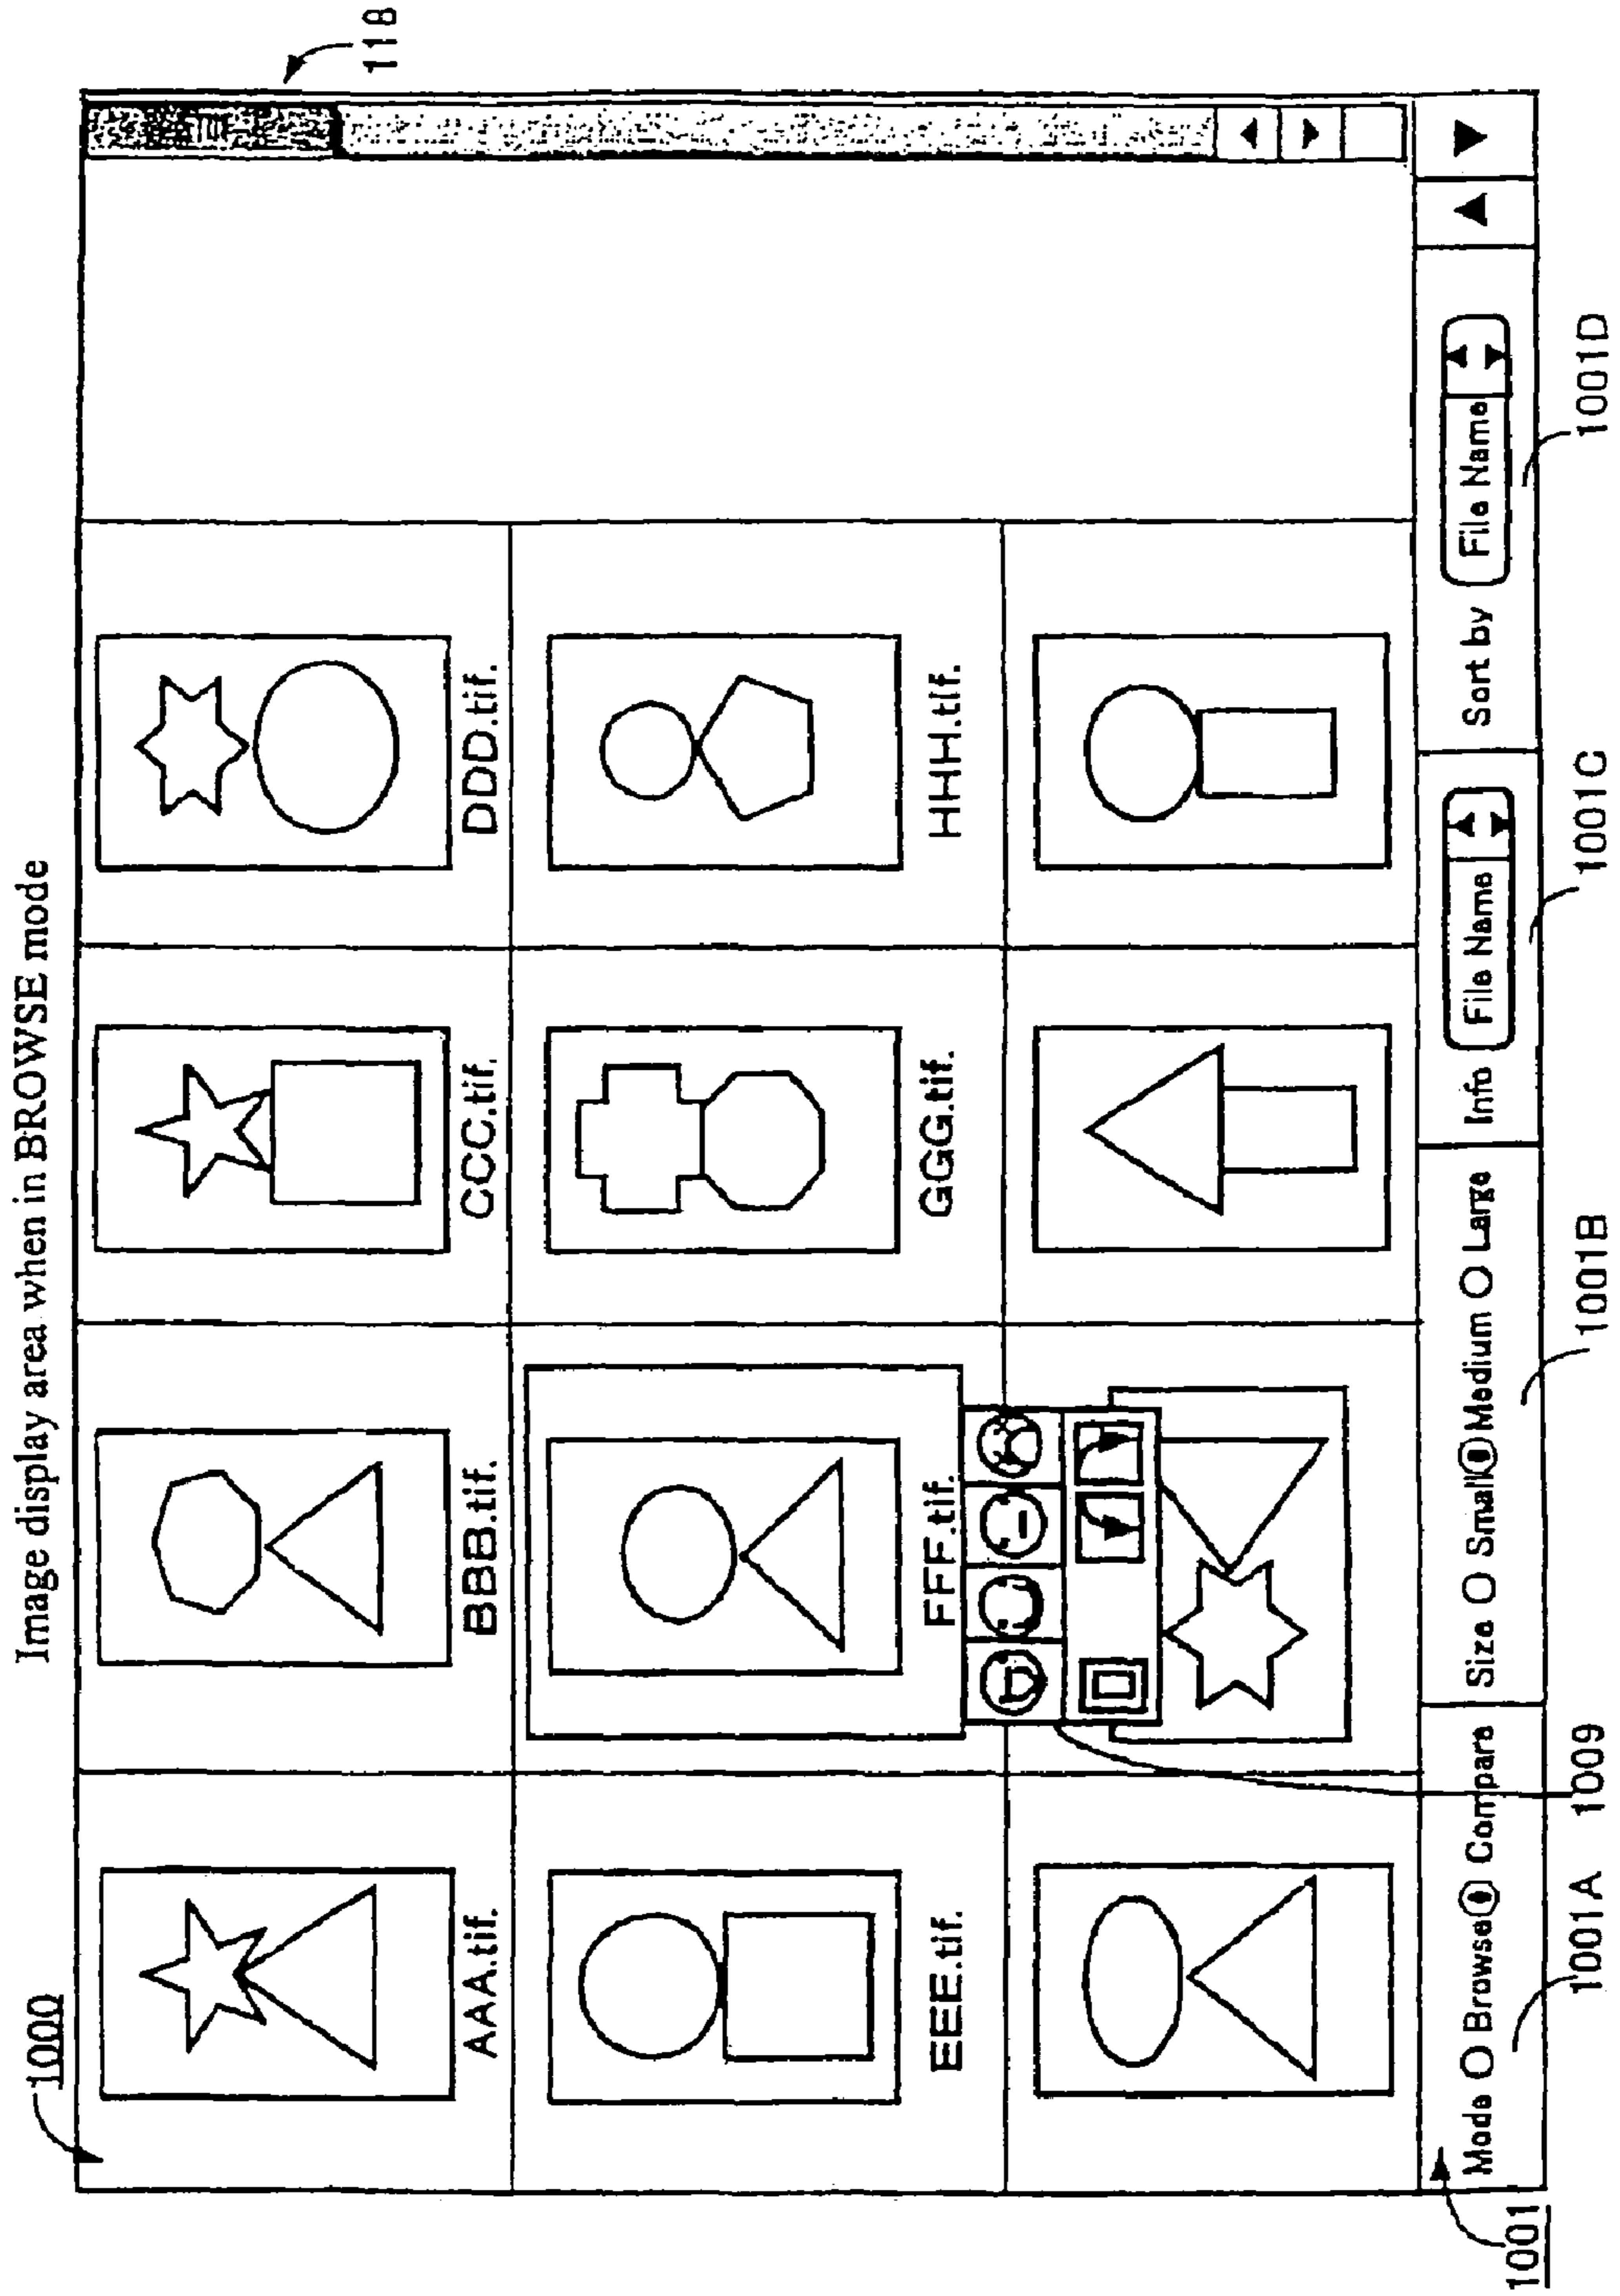 Image display area when in BROWSE mode
1000
118
AAA.tif.
BBB.tif.
CCC.tif.
DDD.tif.
EEE.tif.
FFF.tif.
GGG.tif.
HHH.tif.
Mode Browse Compare
Size Small Medium Large
Info File Name
Sort by File Name
1001
1001A
1009
1001B
1001C
1001D